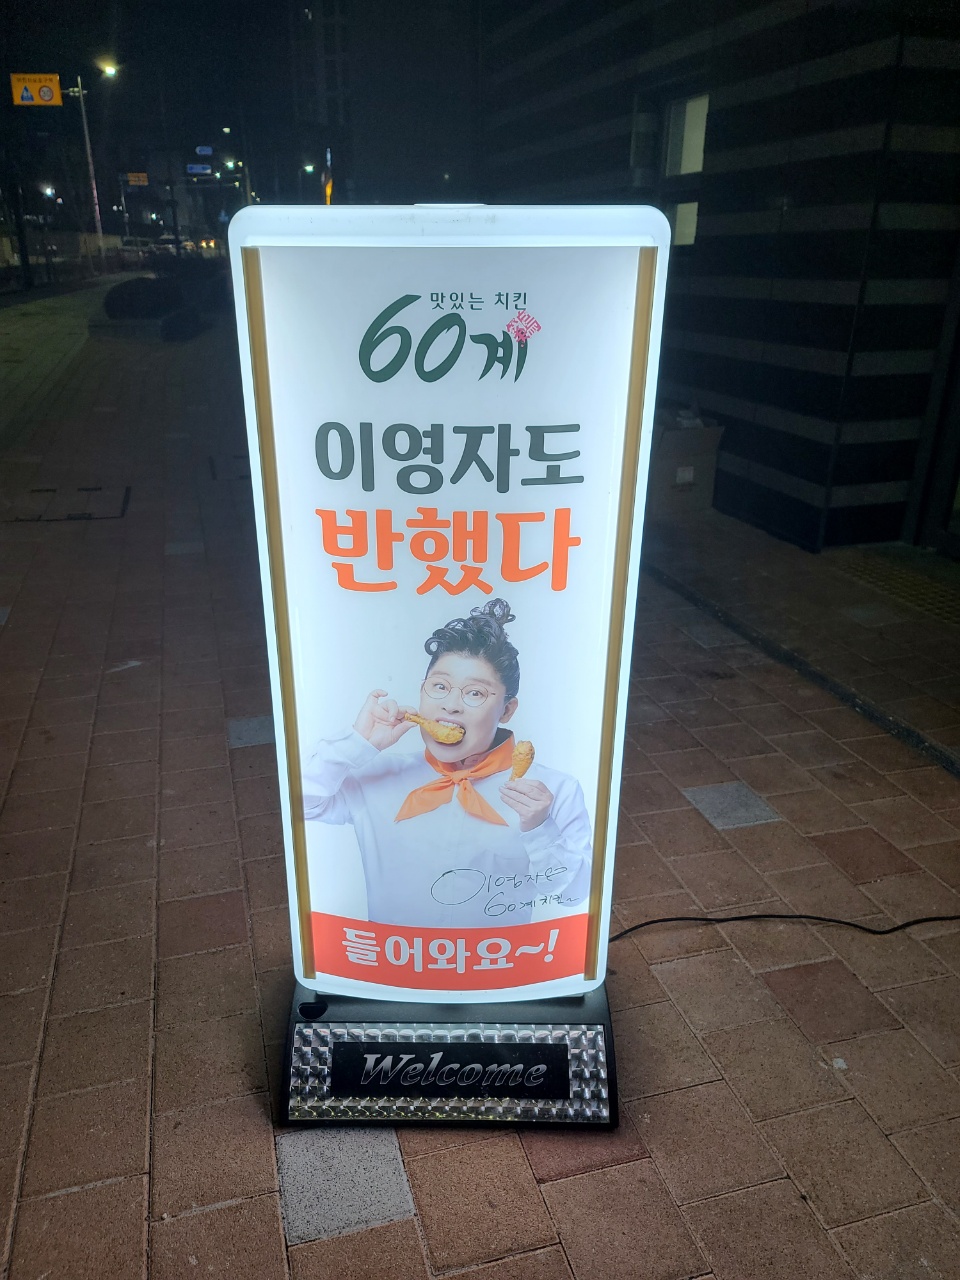 맛있는 치킨
60계
이영자도
반했다
이영자은
60계치킨~
들어와요~!
Welcome